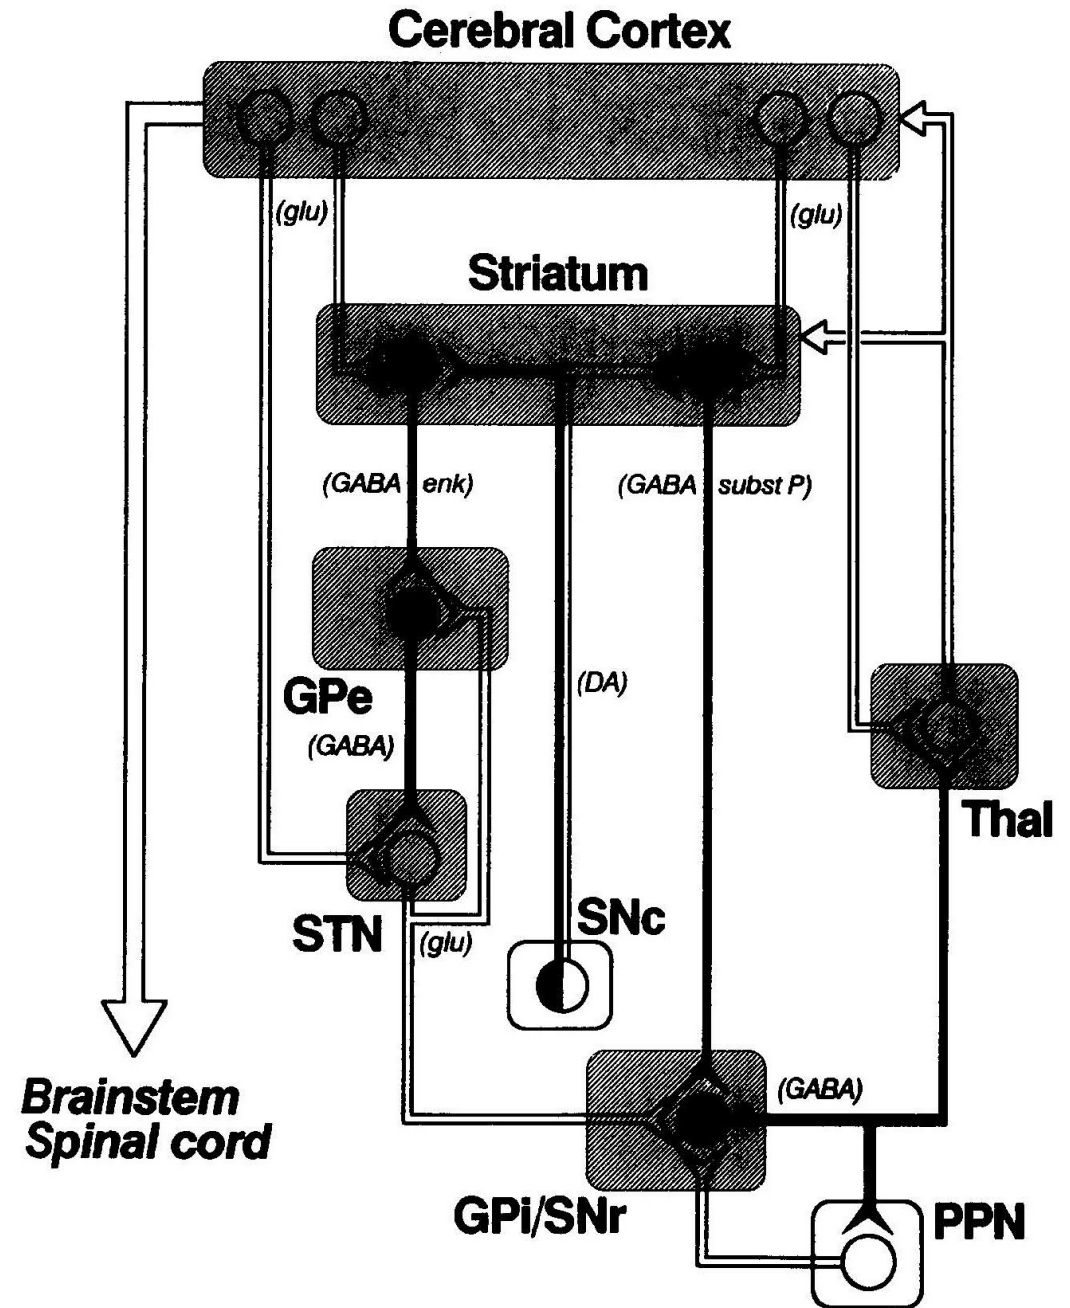 Cerebral Cortex
(glu)
(glu)
Striatum
(GABA enk)
(GABA subst P)
GPe
(DA)
(GABA)
Thal
SNc
STN
(glu)
(GABA)
Brainstem
Spinal cord
GPi/SNr
PPN